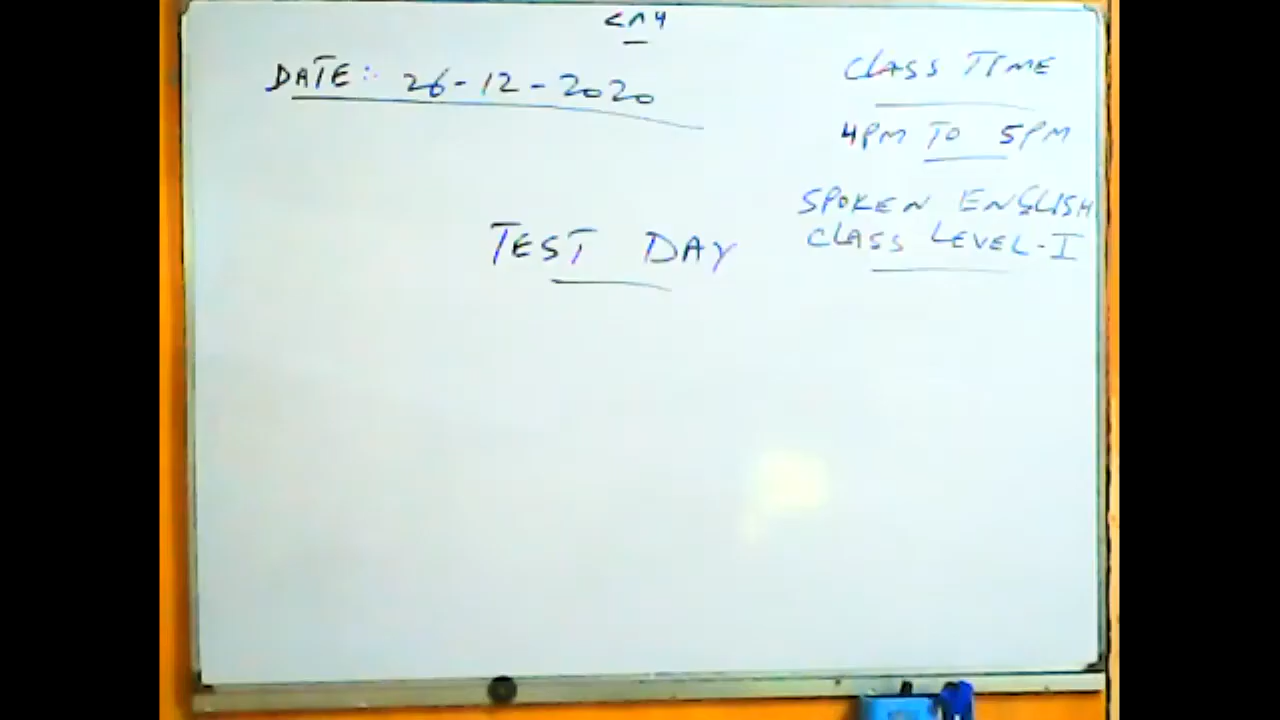 DATE:- 26-12-2020
CLASS TIME
4PM TO 5PM
SPOKEN ENGLISH
CLASS LEVEL-I
TEST DAY